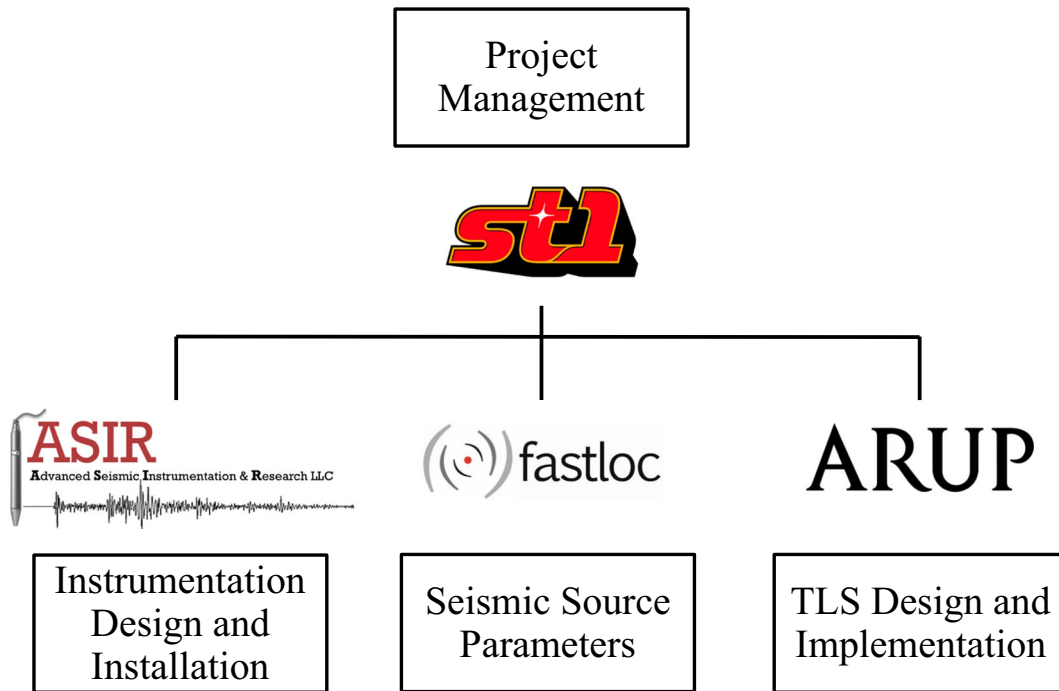 Project
Management
st1
ASIR
Advanced Seismic Instrumentation & Research LLC
fastloc
ARUP
Instrumentation
Design and
Installation
Seismic Source
Parameters
TLS Design and
Implementation